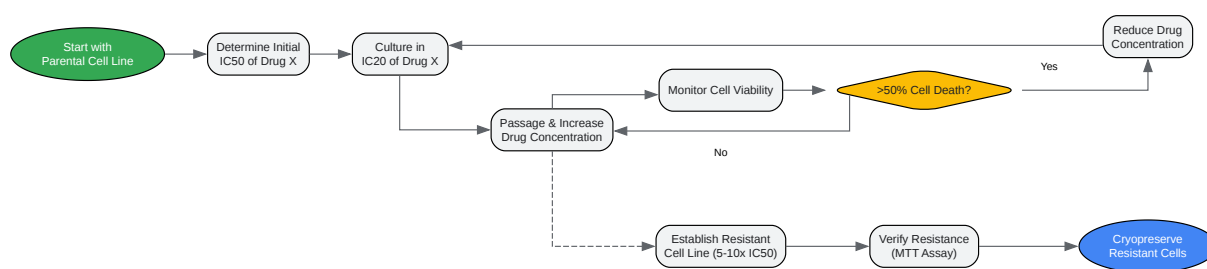 Start with
Parental Cell Line
Determine Initial
IC50 of Drug X
Culture in
IC20 of Drug X
Reduce Drug
Concentration
Yes
Monitor Cell Viability
>50% Cell Death?
Passage & Increase
Drug Concentration
No
Establish Resistant
Cell Line (5-10x IC50)
Verify Resistance
(MTT Assay)
Cryopreserve
Resistant Cells